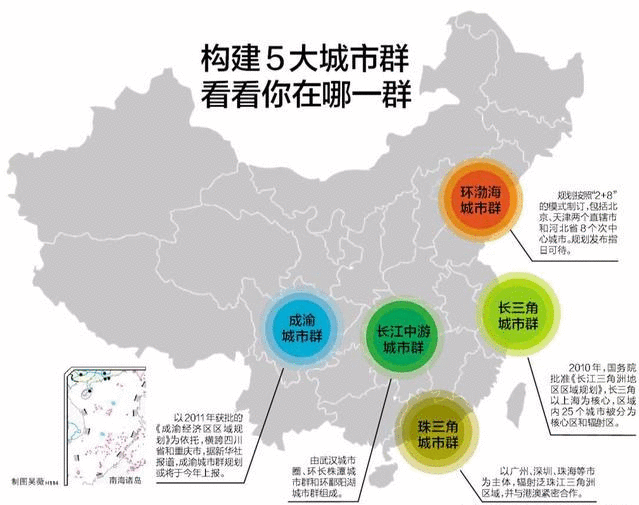 构建5大城市群
看看你在哪一群
环渤海
城市群
规划按照“2+8”
的模式制订,包括北
京、天津两个直辖市
和河北省8个次中
心城市。规划发布指
日可待。
长三角
城市群
2010年,国务院
批准《长江三角洲地
区区域规划》,长三角
以上海为核心,区域
内25个城市被分为
核心区和辐射区。
成渝
城市群
以2011年获批的
《成渝经济区区域规
划》为依托,横跨四川
省和重庆市,据新华社
报道,成渝城市群规划
或将于今年上报。
长江中游
城市群
由武汉城市
圈、环长株潭城
市群和环鄱阳湖
城市群组成。
珠三角
城市群
以广州、深圳、珠海等市
为主体,辐射泛珠江三角洲
区域,并与港澳紧密合作。
制图吴薇
南海诸岛